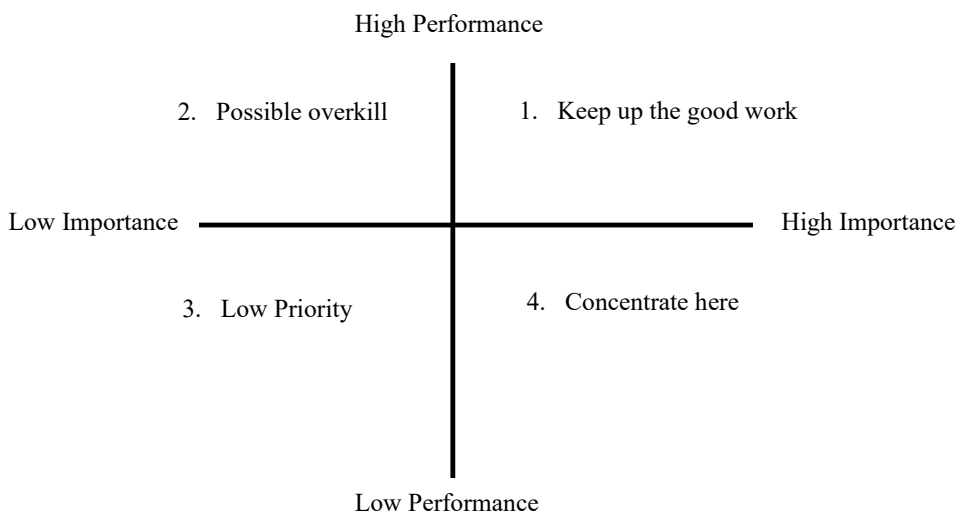 High Performance
2. Possible overkill
1. Keep up the good work
Low Importance
High Importance
3. Low Priority
4. Concentrate here
Low Performance